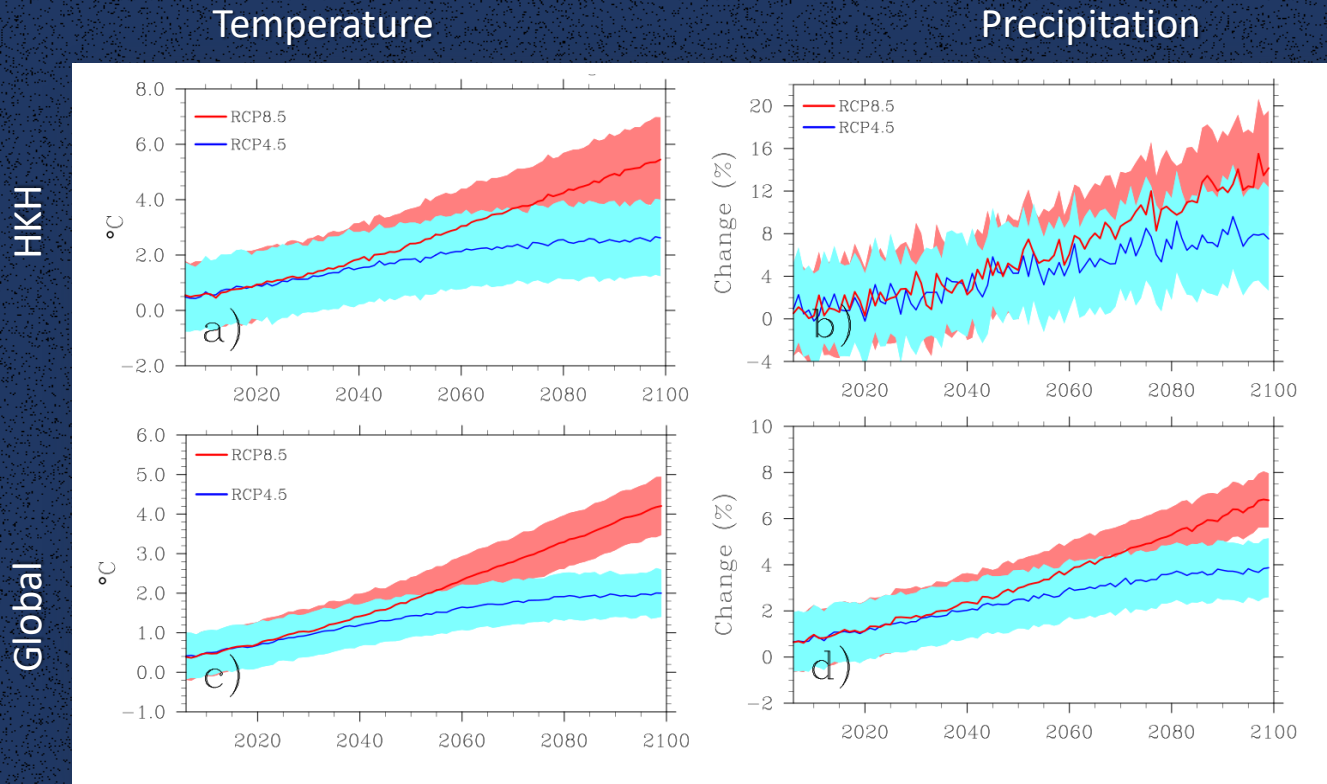 Temperature
Precipitation
HKH
Global
8.0
6.0
4.0
2.0
0.0
−2.0
°C
RCP8.5
RCP4.5
a)
2020 2040 2060 2080 2100
20
16
12
8
4
0
−4
Change (%)
RCP8.5
RCP4.5
b)
2020 2040 2060 2080 2100
6.0
5.0
4.0
3.0
2.0
1.0
0.0
−1.0
°C
RCP8.5
RCP4.5
c)
2020 2040 2060 2080 2100
10
8
6
4
2
0
−2
Change (%)
d)
2020 2040 2060 2080 2100